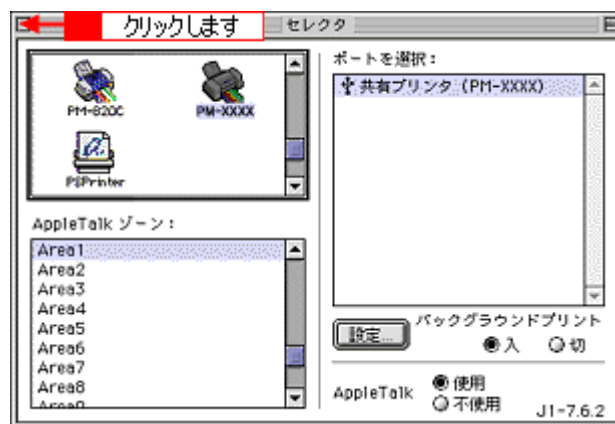 クリックします
セレクタ
PM-820C
PM-XXXX
PSPrinter
AppleTalk ゾーン：
Area1
Area2
Area3
Area4
Area5
Area6
Area7
Area8
ポートを選択：
共有プリンタ（PM-XXXX）
設定...
バックグラウンドプリント
入 切
AppleTalk
使用
不使用
J1-7.6.2